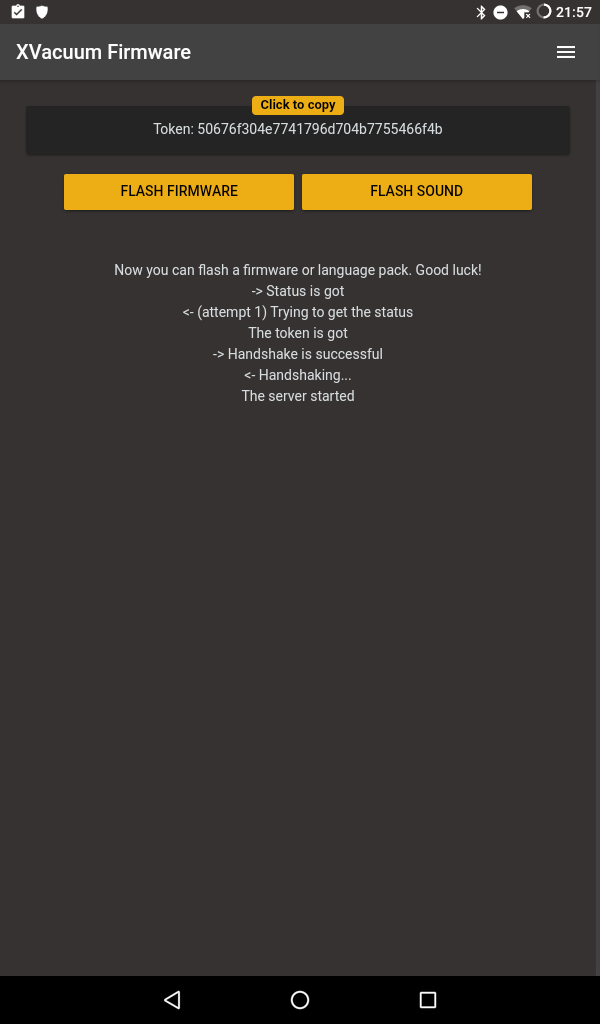 21:57
XVacuum Firmware
Click to copy
Token: 50676f304e7741796d704b7755466f4b
FLASH FIRMWARE
FLASH SOUND
Now you can flash a firmware or language pack. Good luck!
-> Status is got
<- (attempt 1) Trying to get the status
The token is got
-> Handshake is successful
<- Handshaking...
The server started